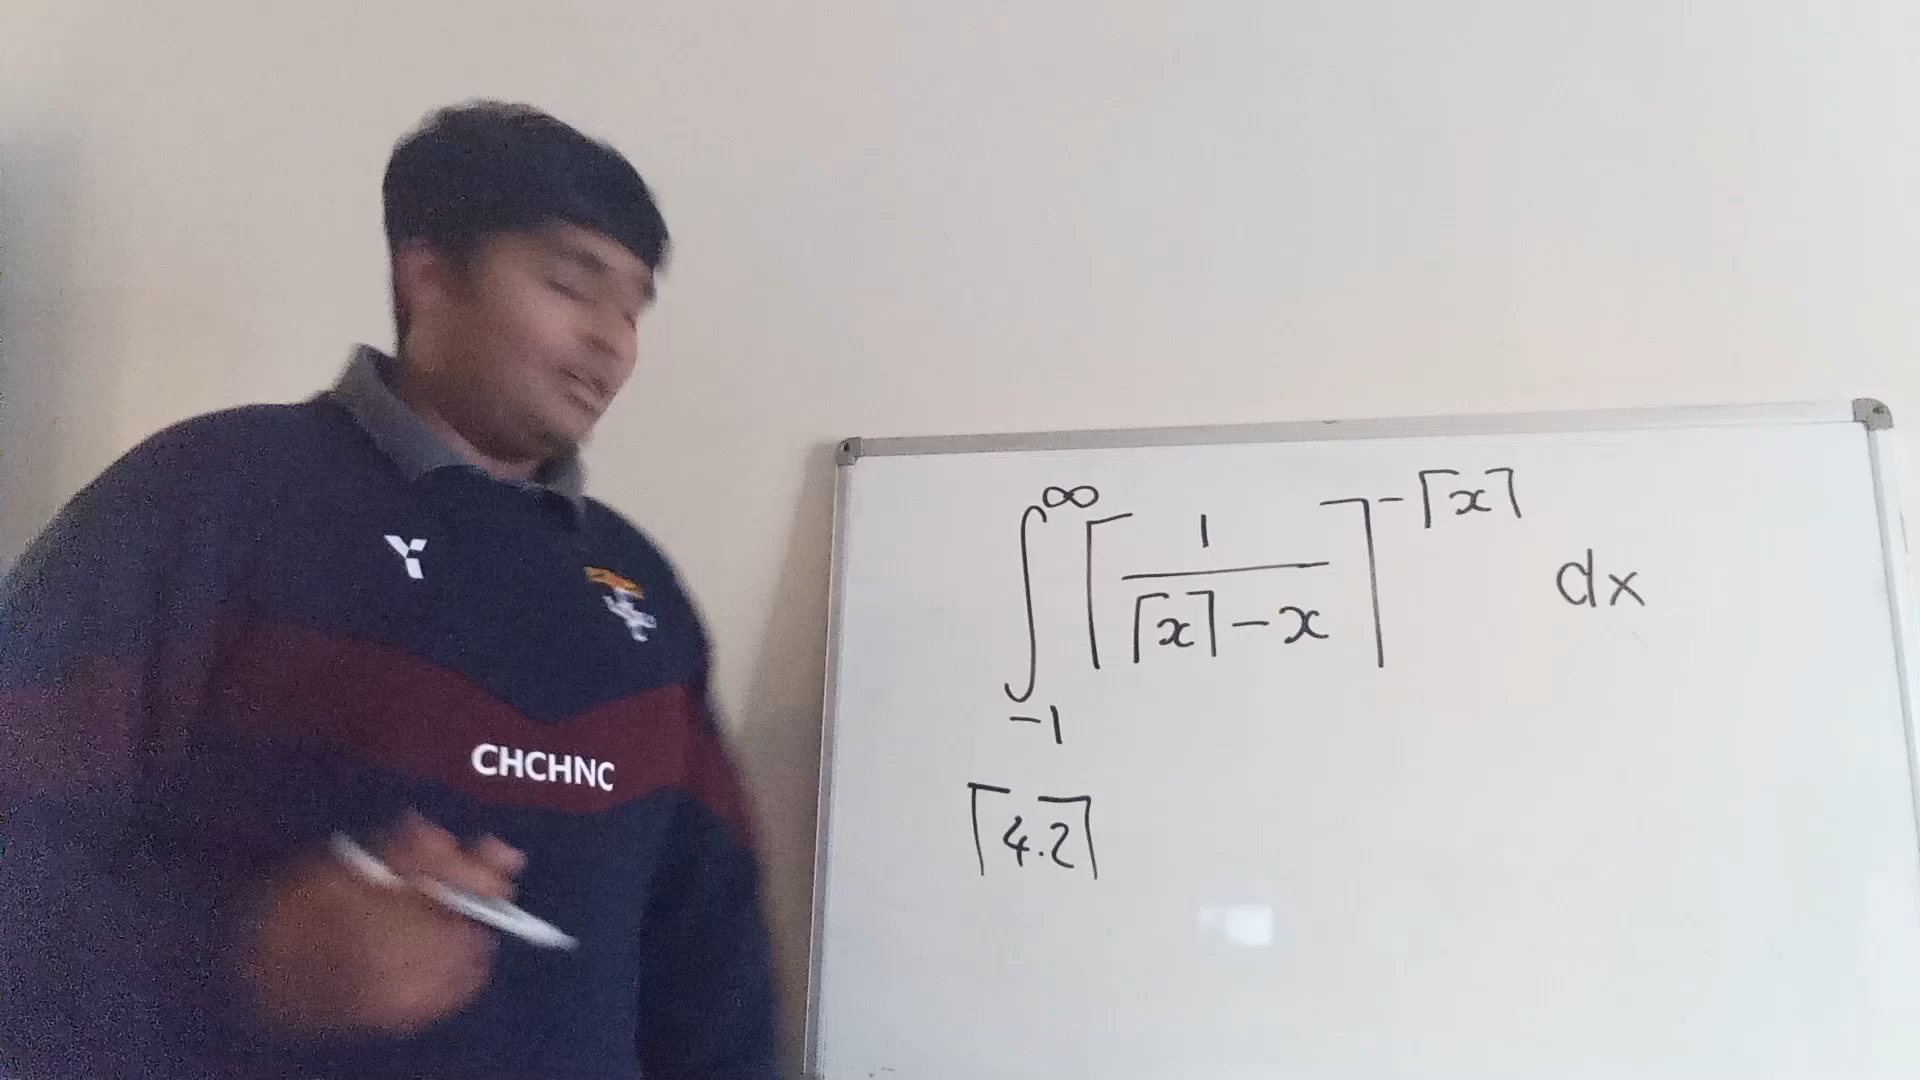 CHCHNC
∫_{-1}^{∞} ⌈ 1 / (⌈x⌉ - x) ⌉^{-⌈x⌉} dx
⌈4.2⌉